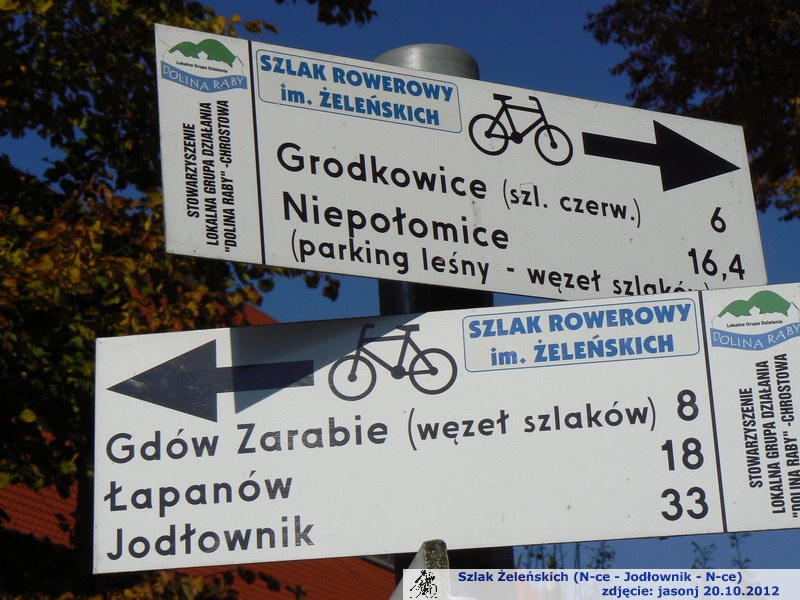 Lokalna Grupa Działania
DOLINA RABY
STOWARZYSZENIE
LOKALNA GRUPA DZIAŁANIA
"DOLINA RABY" -CHROSTOWA
SZLAK ROWEROWY
im. ŻELEŃSKICH
Grodkowice (szl. czerw.) 6
Niepołomice 16,4
(parking leśny - węzeł szlaków)
SZLAK ROWEROWY
im. ŻELEŃSKICH
Gdów Zarabie (węzeł szlaków) 8
Łapanów 18
Jodłownik 33
Lokalna Grupa Działania
DOLINA RABY
STOWARZYSZENIE
LOKALNA GRUPA DZIAŁANIA
"DOLINA RABY" -CHROSTOWA
Szlak Żeleńskich (N-ce - Jodłownik - N-ce)
zdjęcie: jasonj 20.10.2012